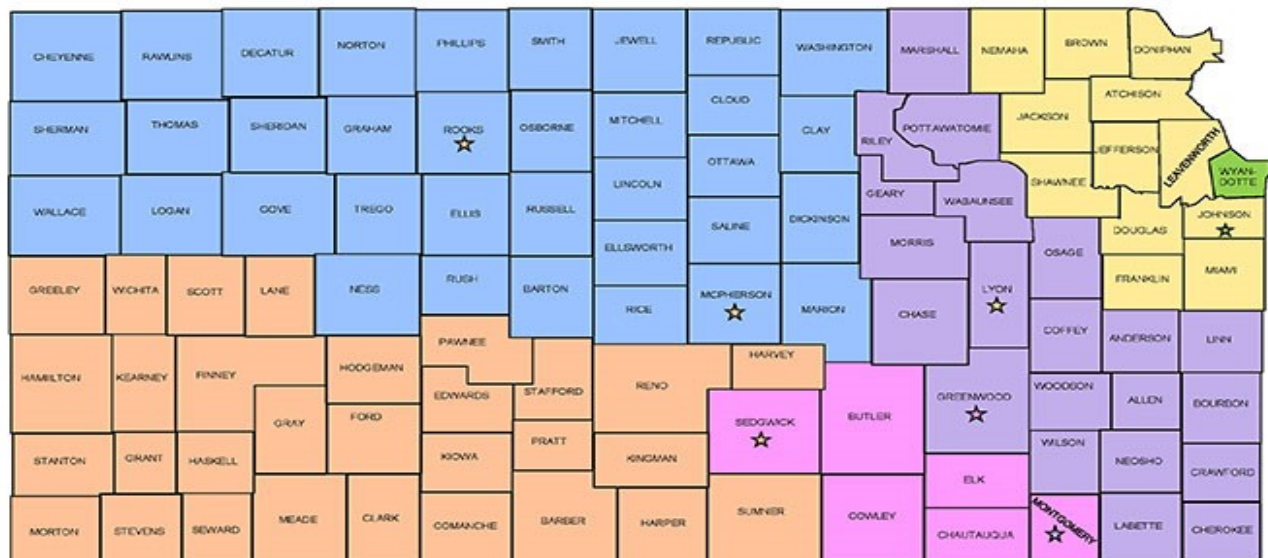 CHEYENNE
RAWLINS
DECATUR
NORTON
PHILLIPS
SMITH
JEWELL
REPUBLIC
WASHINGTON
MARSHALL
NEMAHA
BROWN
DONIPHAN
SHERMAN
THOMAS
SHERIDAN
GRAHAM
ROOKS
OSBORNE
MITCHELL
CLOUD
CLAY
RILEY
POTTAWATOMIE
JACKSON
ATCHISON
JEFFERSON
LEAVENWORTH
WYAN-
DOTTE
WALLACE
LOGAN
GOVE
TREGO
ELLIS
RUSSELL
LINCOLN
OTTAWA
DICKINSON
GEARY
WABAUNSEE
SHAWNEE
DOUGLAS
JOHNSON
ELLSWORTH
SALINE
MORRIS
OSAGE
FRANKLIN
MIAMI
GREELEY
WICHITA
SCOTT
LANE
NESS
RUSH
BARTON
RICE
MCPHERSON
MARION
CHASE
LYON
COFFEY
ANDERSON
LINN
HAMILTON
KEARNEY
FINNEY
HODGEMAN
PAWNEE
STAFFORD
RENO
HARVEY
BUTLER
GREENWOOD
WOODSON
ALLEN
BOURBON
GRAY
FORD
EDWARDS
PRATT
KINGMAN
SEDGWICK
WILSON
NEOSHO
CRAWFORD
STANTON
GRANT
HASKELL
KIOWA
ELK
MORTON
STEVENS
SEWARD
MEADE
CLARK
COMANCHE
BARBER
HARPER
SUMNER
COWLEY
CHAUTAUQUA
MONTGOMERY
LABETTE
CHEROKEE